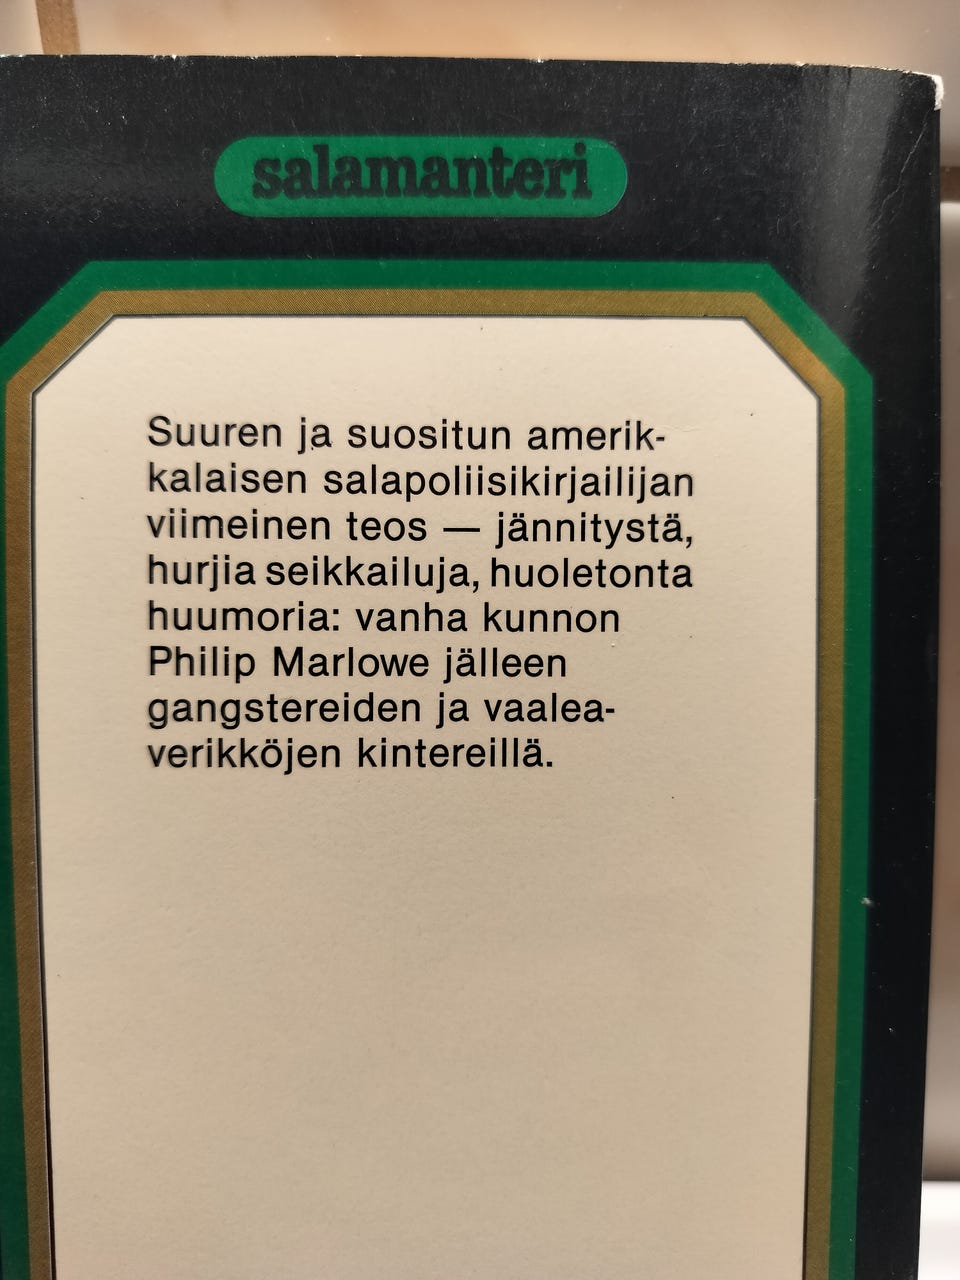 salamanteri
Suuren ja suositun amerik-
kalaisen salapoliisikirjailijan
viimeinen teos — jännitystä,
hurjia seikkailuja, huoletonta
huumoria: vanha kunnon
Philip Marlowe jälleen
gangstereiden ja vaalea-
verikköjen kintereillä.